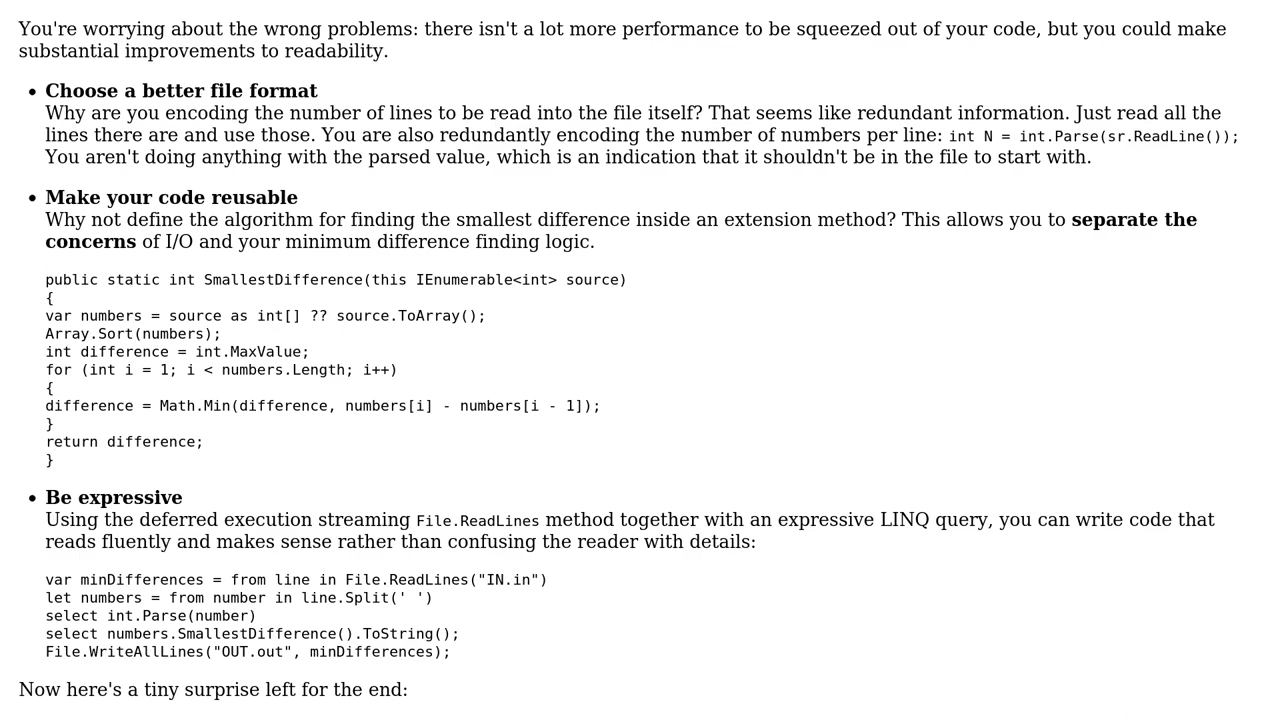 You're worrying about the wrong problems: there isn't a lot more performance to be squeezed out of your code, but you could make
substantial improvements to readability.
• Choose a better file format
Why are you encoding the number of lines to be read into the file itself? That seems like redundant information. Just read all the
lines there are and use those. You are also redundantly encoding the number of numbers per line: int N = int.Parse(sr.ReadLine());
You aren't doing anything with the parsed value, which is an indication that it shouldn't be in the file to start with.
• Make your code reusable
Why not define the algorithm for finding the smallest difference inside an extension method? This allows you to separate the
concerns of I/O and your minimum difference finding logic.
public static int SmallestDifference(this IEnumerable<int> source)
{
var numbers = source as int[] ?? source.ToArray();
Array.Sort(numbers);
int difference = int.MaxValue;
for (int i = 1; i < numbers.Length; i++)
{
difference = Math.Min(difference, numbers[i] - numbers[i - 1]);
}
return difference;
}
• Be expressive
Using the deferred execution streaming File.ReadLines method together with an expressive LINQ query, you can write code that
reads fluently and makes sense rather than confusing the reader with details:
var minDifferences = from line in File.ReadLines("IN.in")
let numbers = from number in line.Split(' ')
select int.Parse(number)
select numbers.SmallestDifference().ToString();
File.WriteAllLines("OUT.out", minDifferences);
Now here's a tiny surprise left for the end: